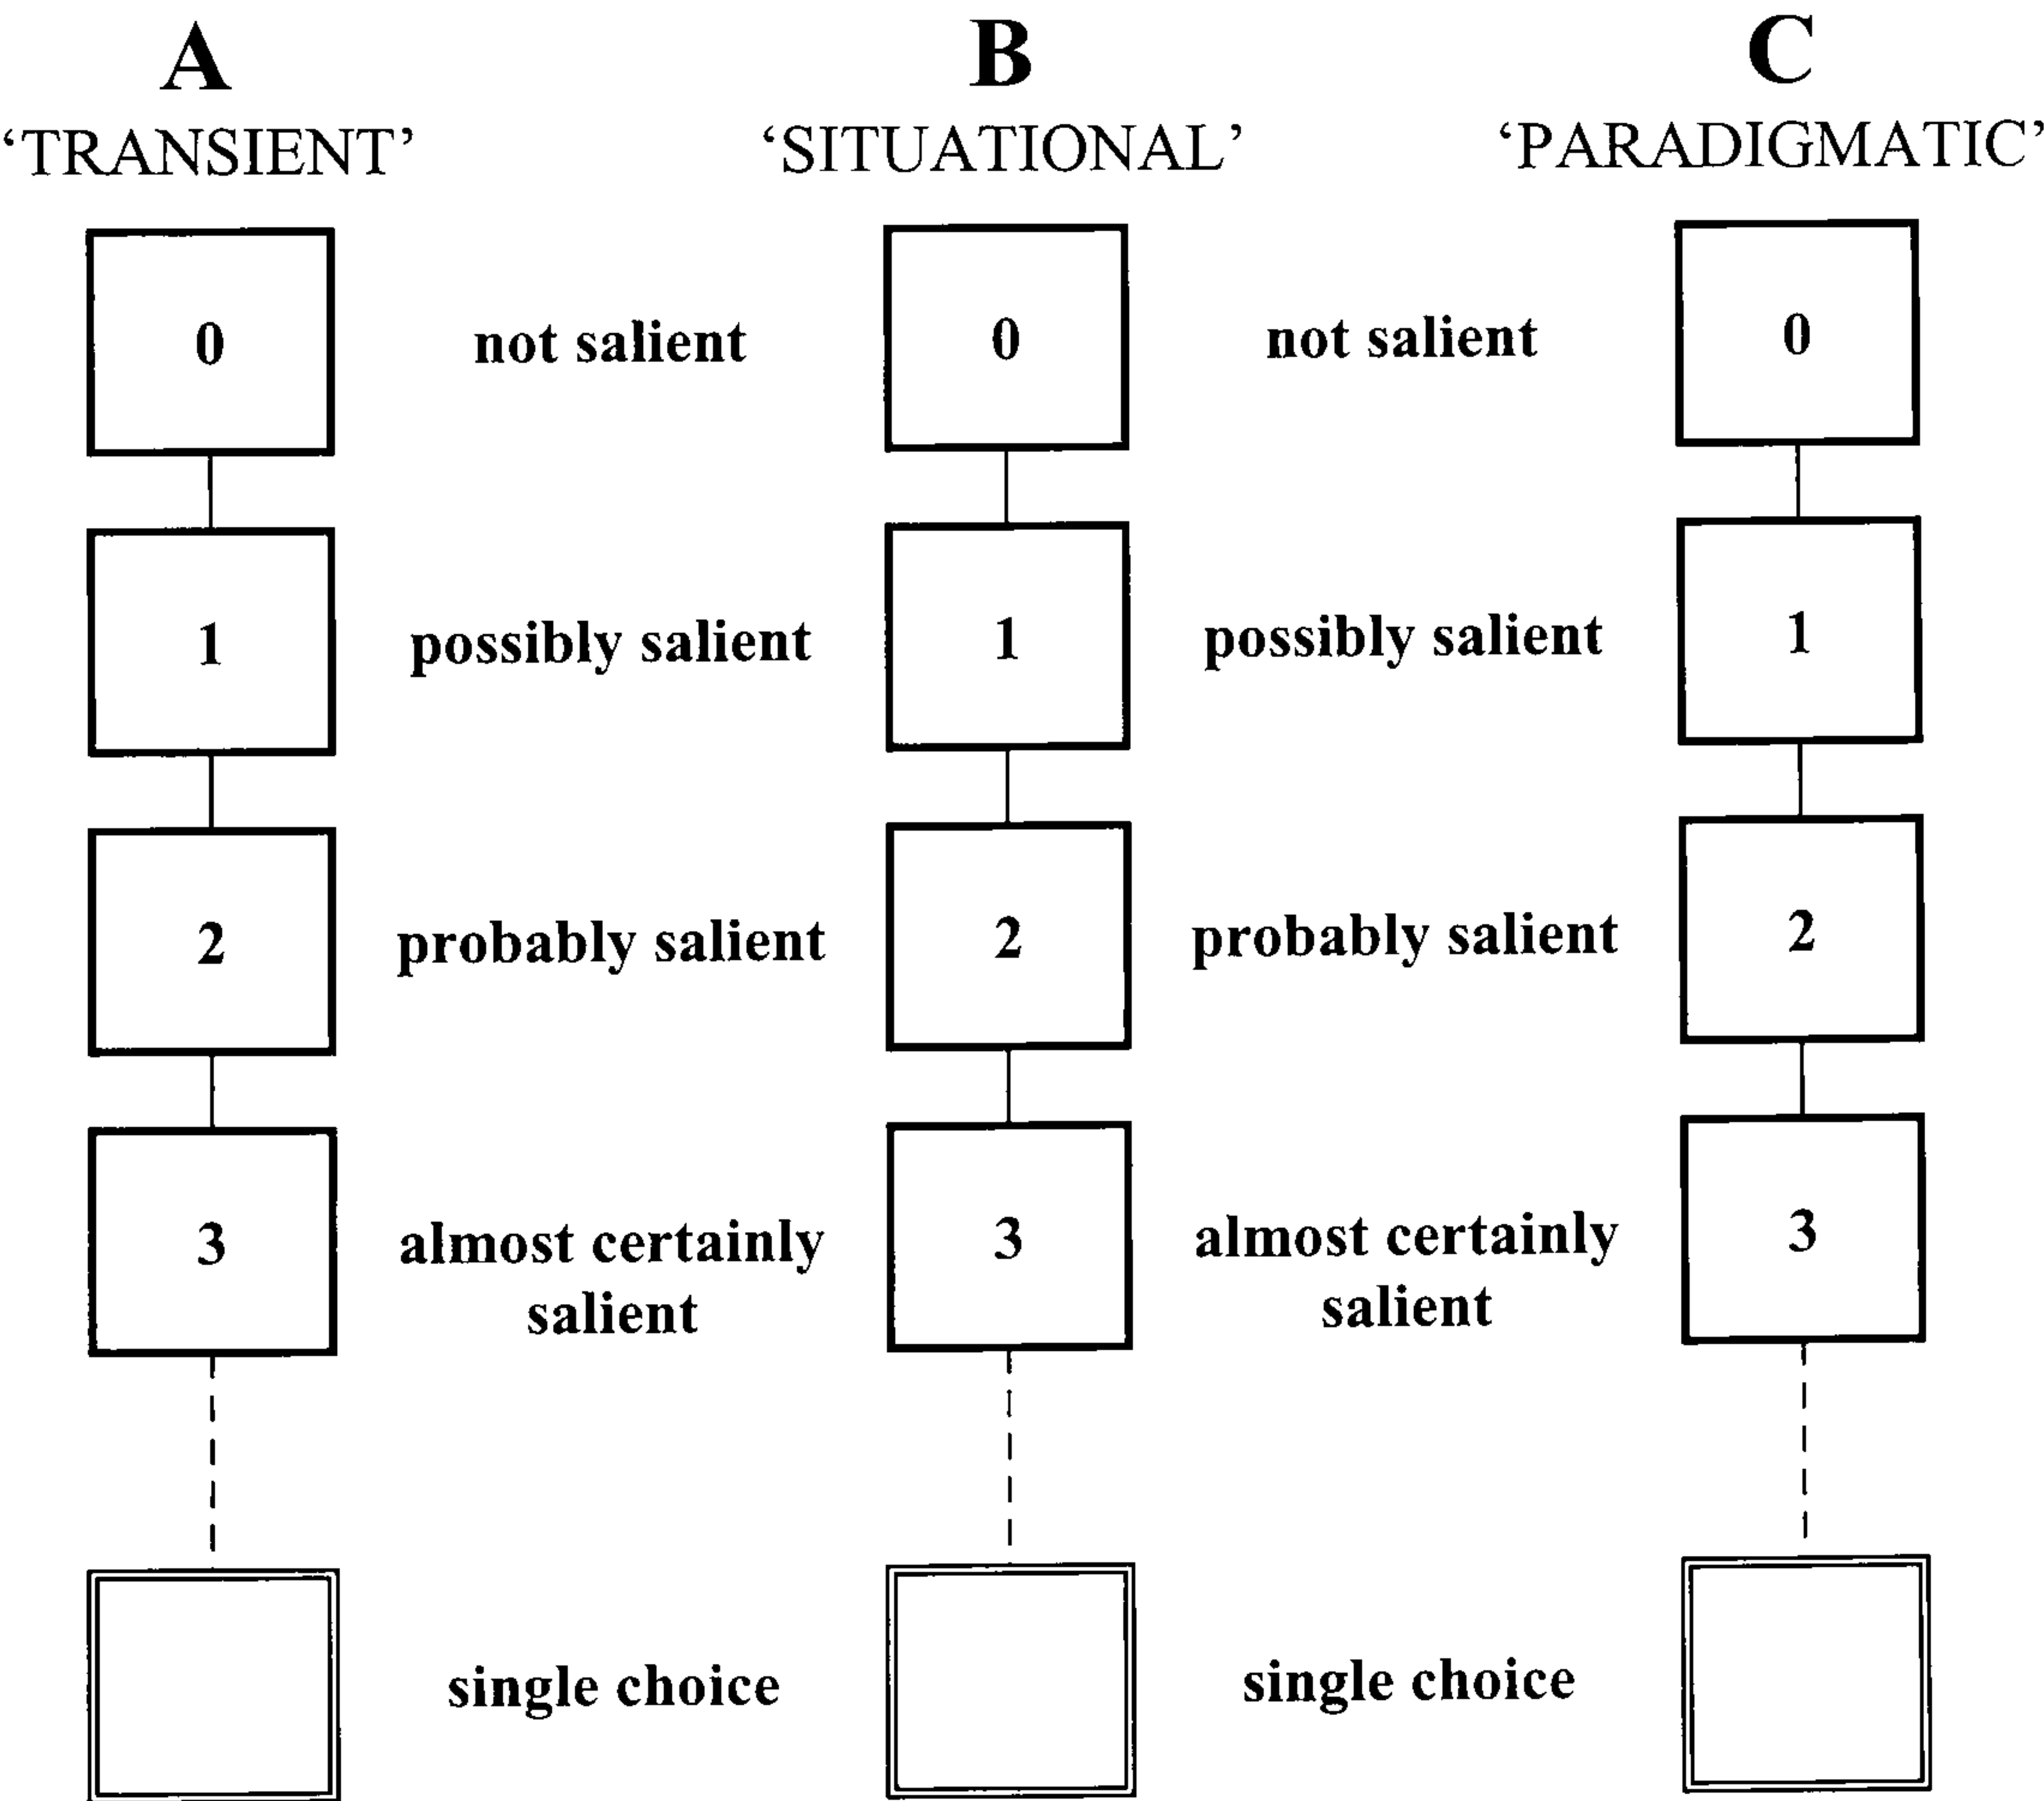 A B C
‘TRANSIENT’ ‘SITUATIONAL’ ‘PARADIGMATIC’
0 not salient 0 not salient 0
1 possibly salient 1 possibly salient 1
2 probably salient 2 probably salient 2
3 almost certainly 3 almost certainly 3
salient salient
single choice single choice